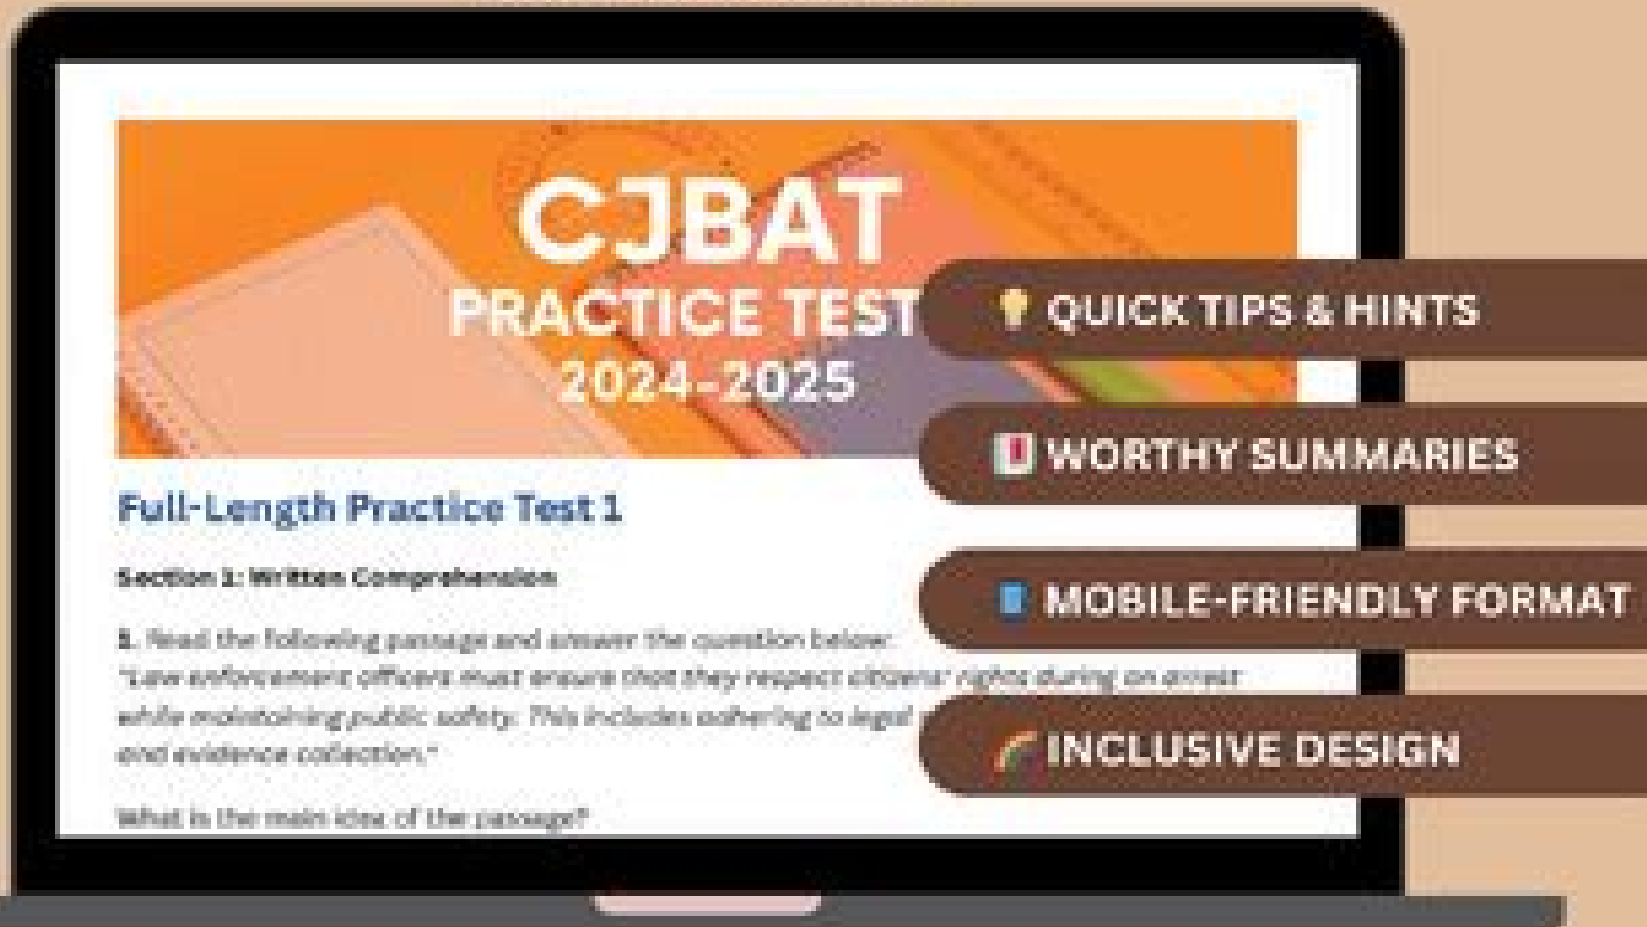 CJBAT
PRACTICE TEST
2024-2025
QUICK TIPS & HINTS
WORTHY SUMMARIES
MOBILE-FRIENDLY FORMAT
INCLUSIVE DESIGN
Full-Length Practice Test 1
Section 1: Written Comprehension
1. Read the following passage and answer the question below:
"Law enforcement officers must ensure that they respect citizens' rights during an arrest
while maintaining public safety. This includes adhering to legal
and evidence collection."
What is the main idea of the passage?